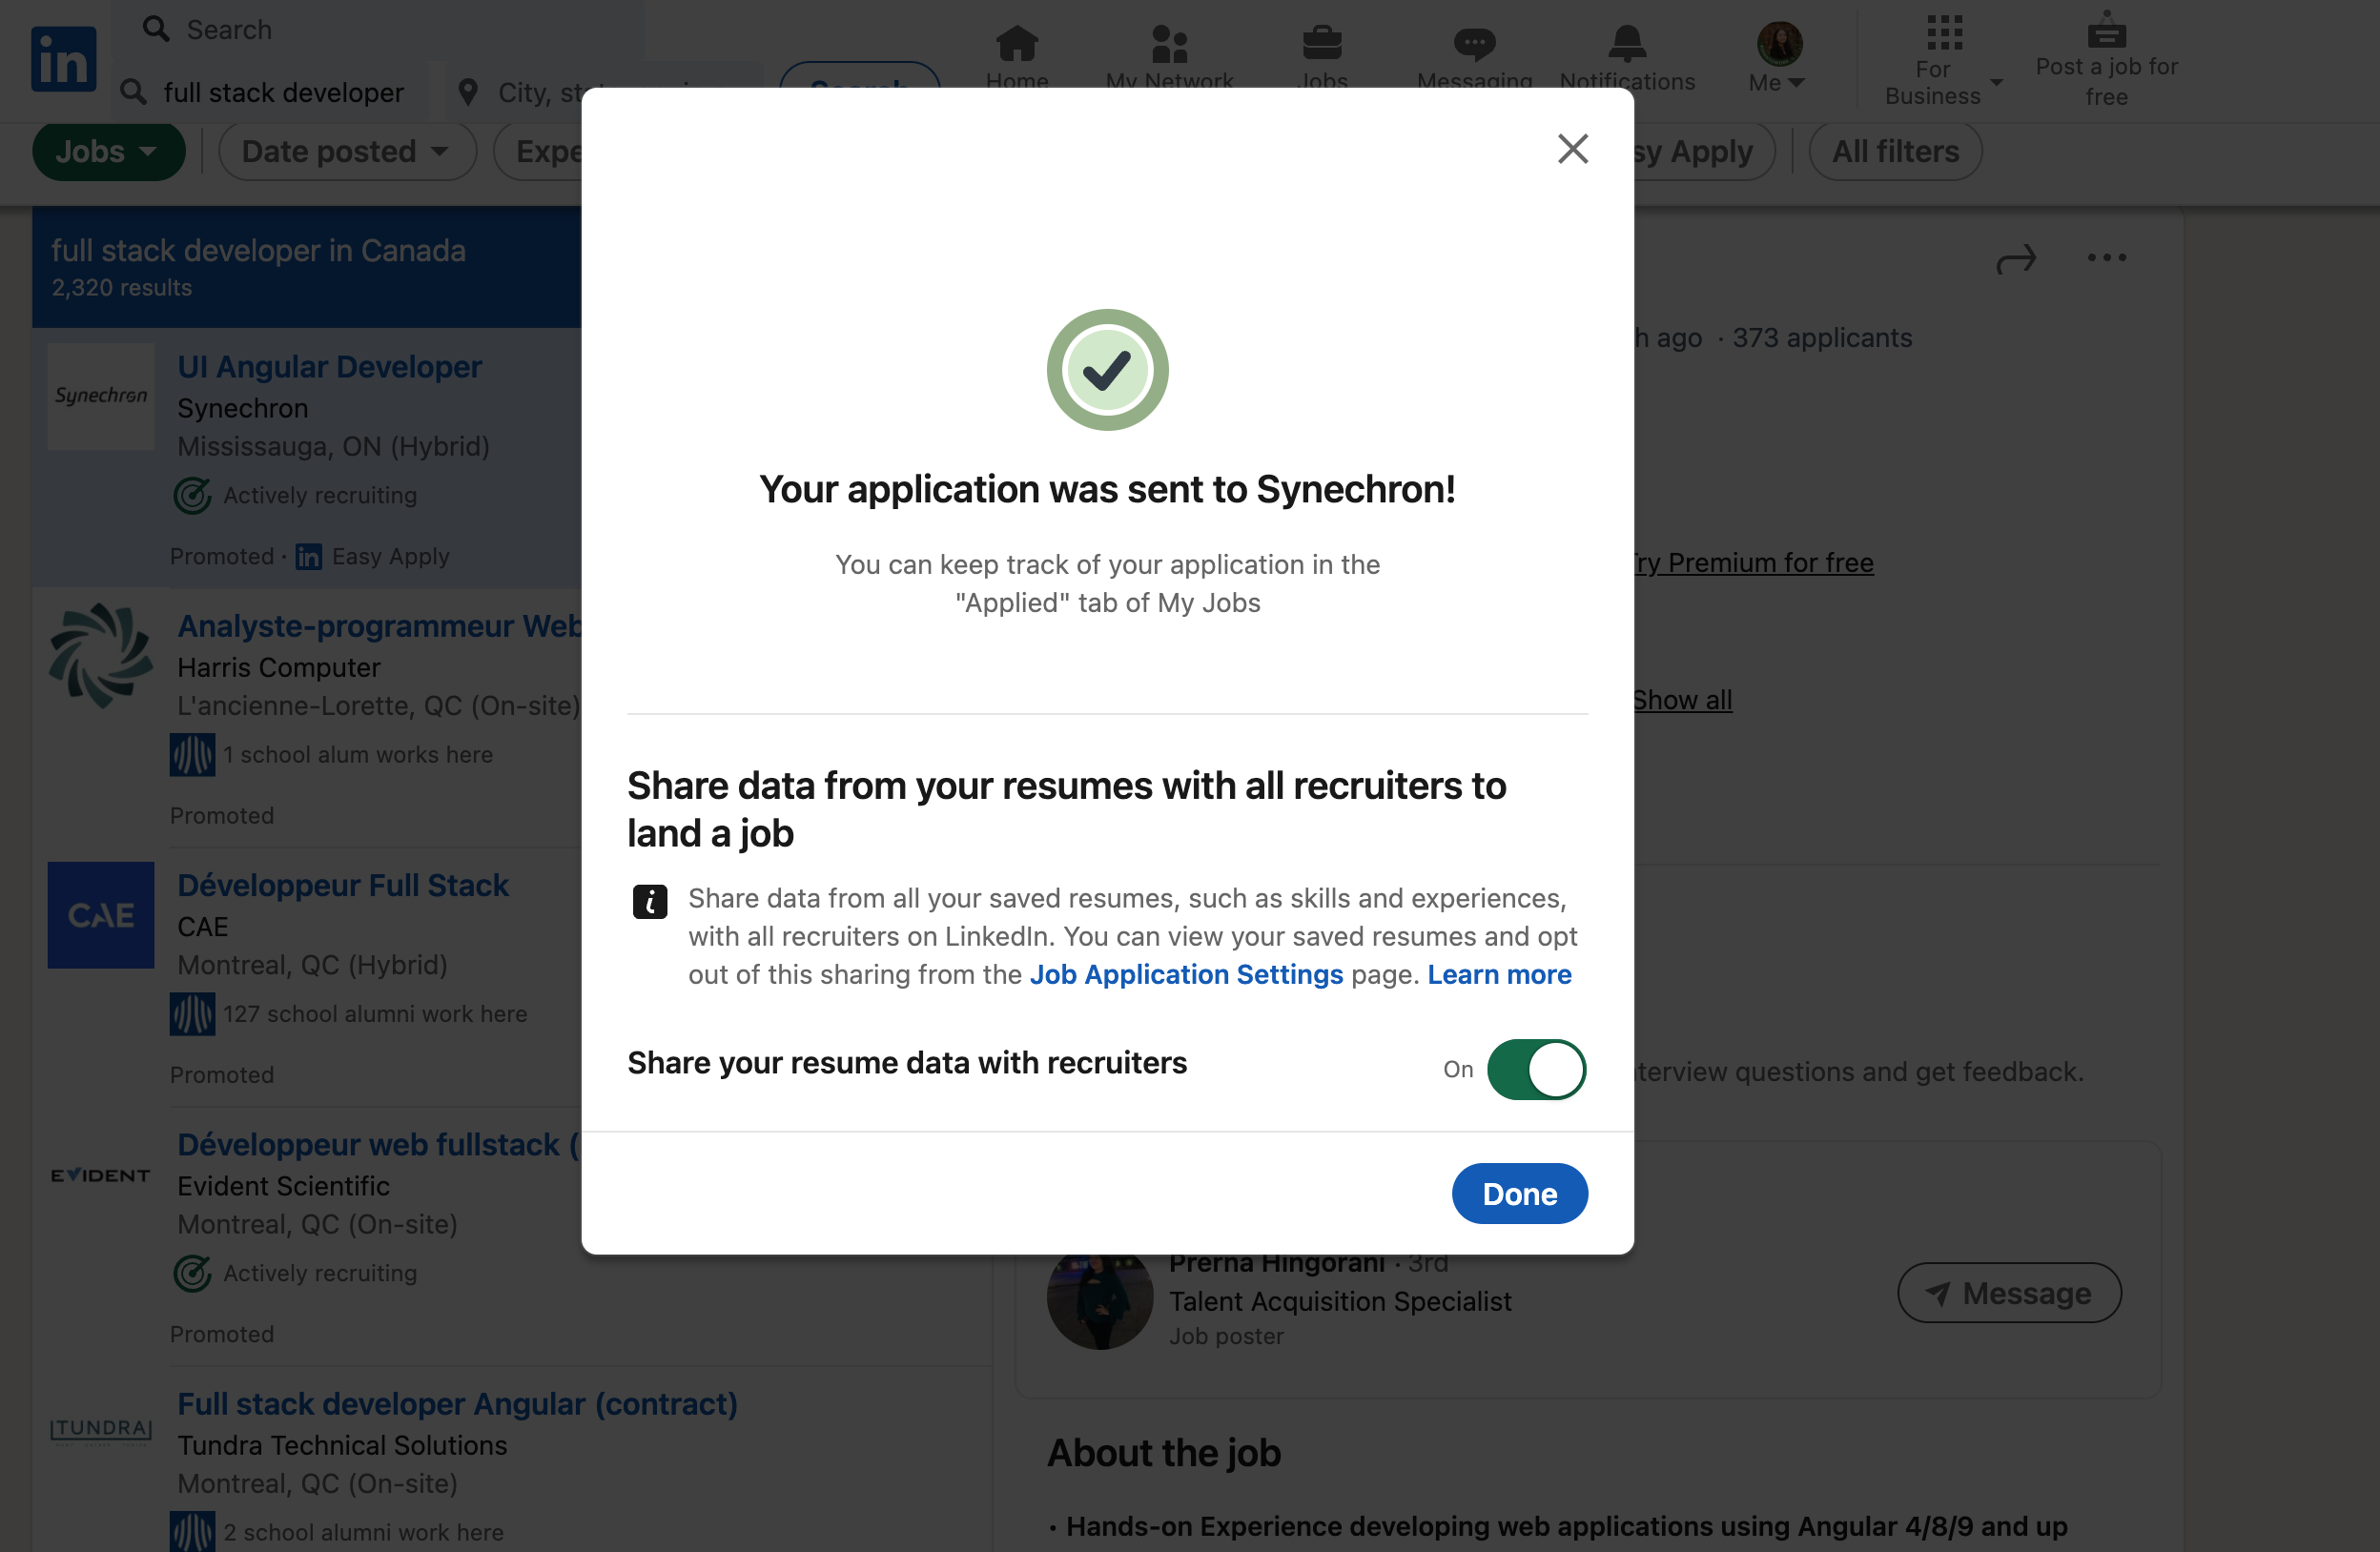 Search
full stack developer
City, st
Home
My Network
Jobs
Messaging
Notifications
Me
For
Business
Post a job for
free
Jobs
Date posted
Expe
sy Apply
All filters
full stack developer in Canada
2,320 results
Synechron
UI Angular Developer
Synechron
Mississauga, ON (Hybrid)
Actively recruiting
Promoted · in Easy Apply
Analyste-programmeur Web
Harris Computer
L'ancienne-Lorette, QC (On-site)
1 school alum works here
Promoted
CAE
Développeur Full Stack
CAE
Montreal, QC (Hybrid)
127 school alumni work here
Promoted
EVIDENT
Développeur web fullstack (
Evident Scientific
Montreal, QC (On-site)
Actively recruiting
Promoted
TUNDRA
Full stack developer Angular (contract)
Tundra Technical Solutions
Montreal, QC (On-site)
2 school alumni work here
Your application was sent to Synechron!
You can keep track of your application in the
"Applied" tab of My Jobs
Share data from your resumes with all recruiters to
land a job
Share data from all your saved resumes, such as skills and experiences,
with all recruiters on LinkedIn. You can view your saved resumes and opt
out of this sharing from the Job Application Settings page. Learn more
Share your resume data with recruiters
On
Done
h ago · 373 applicants
ry Premium for free
Show all
terview questions and get feedback.
Prerna Hingorani · 3rd
Talent Acquisition Specialist
Job poster
Message
About the job
• Hands-on Experience developing web applications using Angular 4/8/9 and up